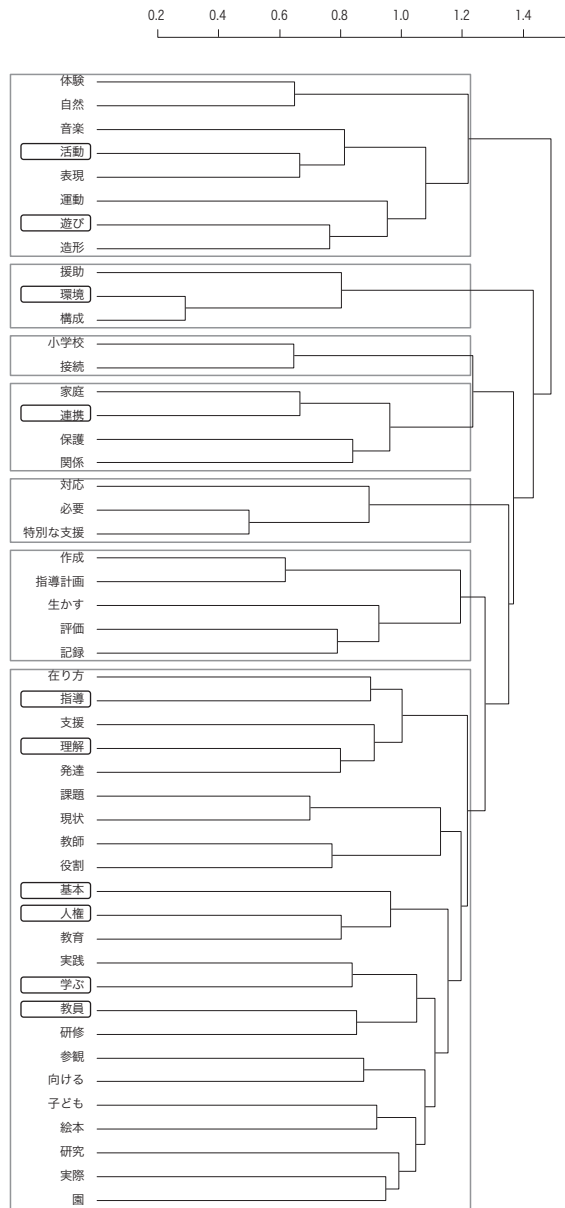 0.2 0.4 0.6 0.8 1.0 1.2 1.4
体験
自然
音楽
活動
表現
運動
遊び
造形
援助
環境
構成
小学校
接続
家庭
連携
保護
関係
対応
必要
特別な支援
作成
指導計画
生かす
評価
記録
在り方
指導
支援
理解
発達
課題
現状
教師
役割
基本
人権
教育
実践
学ぶ
教員
研修
参観
向ける
子ども
絵本
研究
実際
園